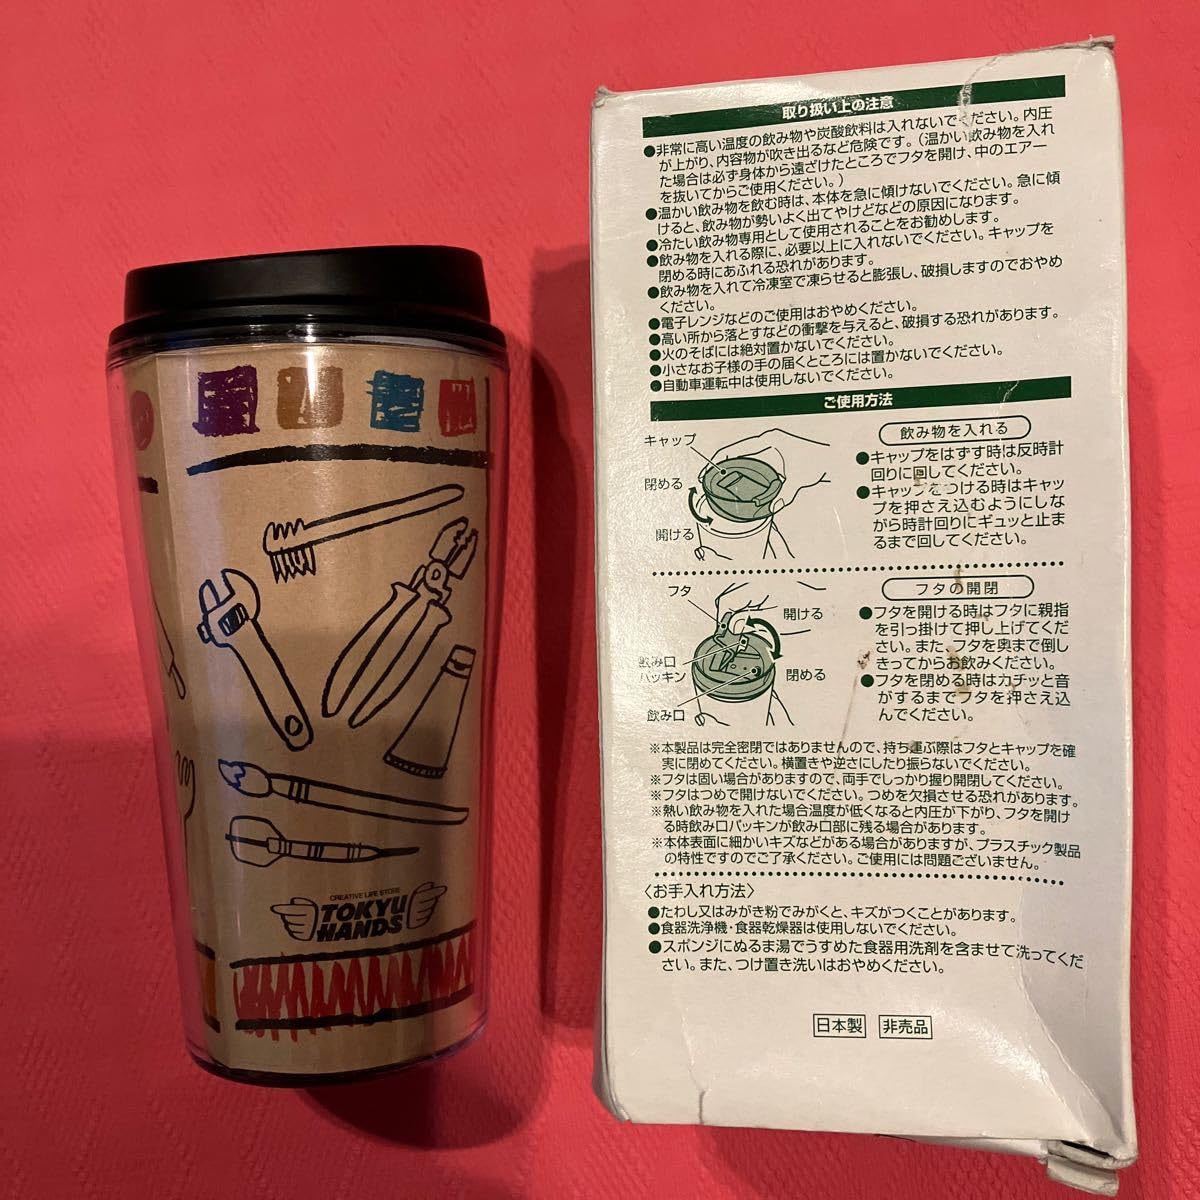 CREATIVE LIFE STORE
TOKYU
HANDS
取り扱い上の注意
●非常に高い温度の飲み物や炭酸飲料は入れないでください。内圧
が上がり、内容物が吹き出るなど危険です。（温かい飲み物を入れ
た場合は必ず身体から遠ざけたところでフタを開け、中のエアー
を抜いてからご使用ください。）
●温かい飲み物を飲む時は、本体を急に傾けないでください。急に傾
けると、飲み物が勢いよく出てやけどなどの原因になります。
●冷たい飲み物専用として使用されることをお勧めします。
●飲み物を入れる際に、必要以上に入れないでください。キャップを
閉める時にあふれる恐れがあります。
●飲み物を入れて冷凍室で凍らせると膨張し、破損しますのでおやめ
ください。
●電子レンジなどのご使用はおやめください。
●高い所から落とすなどの衝撃を与えると、破損する恐れがあります。
●火のそばには絶対置かないでください。
●小さなお子様の手の届くところには置かないでください。
●自動車運転中は使用しないでください。
ご使用方法
キャップ
閉める
開ける
飲み物を入れる
●キャップをはずす時は反時計
回りに回してください。
●キャップをつける時はキャッ
プを押さえ込むようにしな
がら時計回りにギュッと止ま
るまで回してください。
フタ
開ける
飲み口
パッキン
閉める
飲み口
フタの開閉
●フタを開ける時はフタに親指
を引っ掛けて押し上げてくだ
さい。また、フタを奥まで倒し
きってからお飲みください。
●フタを閉める時はカチッと音
がするまでフタを押さえ込
んでください。
※本製品は完全密閉ではありませんので、持ち運ぶ際はフタとキャップを確
実に閉めてください。横置きや逆さにしたり振らないでください。
※フタは固い場合がありますので、両手でしっかり握り開閉してください。
※フタはつめで開けないでください。つめを欠損させる恐れがあります。
※熱い飲み物を入れた場合温度が低くなると内圧が下がり、フタを開け
る時飲み口パッキンが飲み口部に残る場合があります。
※本体表面に細かいキズなどがある場合がありますが、プラスチック製品
の特性ですのでご了承ください。ご使用には問題ございません。
〈お手入れ方法〉
●たわし又はみがき粉でみがくと、キズがつくことがあります。
●食器洗浄機・食器乾燥器は使用しないでください。
●スポンジにぬるま湯でうすめた食器用洗剤を含ませて洗ってくだ
さい。また、つけ置き洗いはおやめください。
日本製 非売品